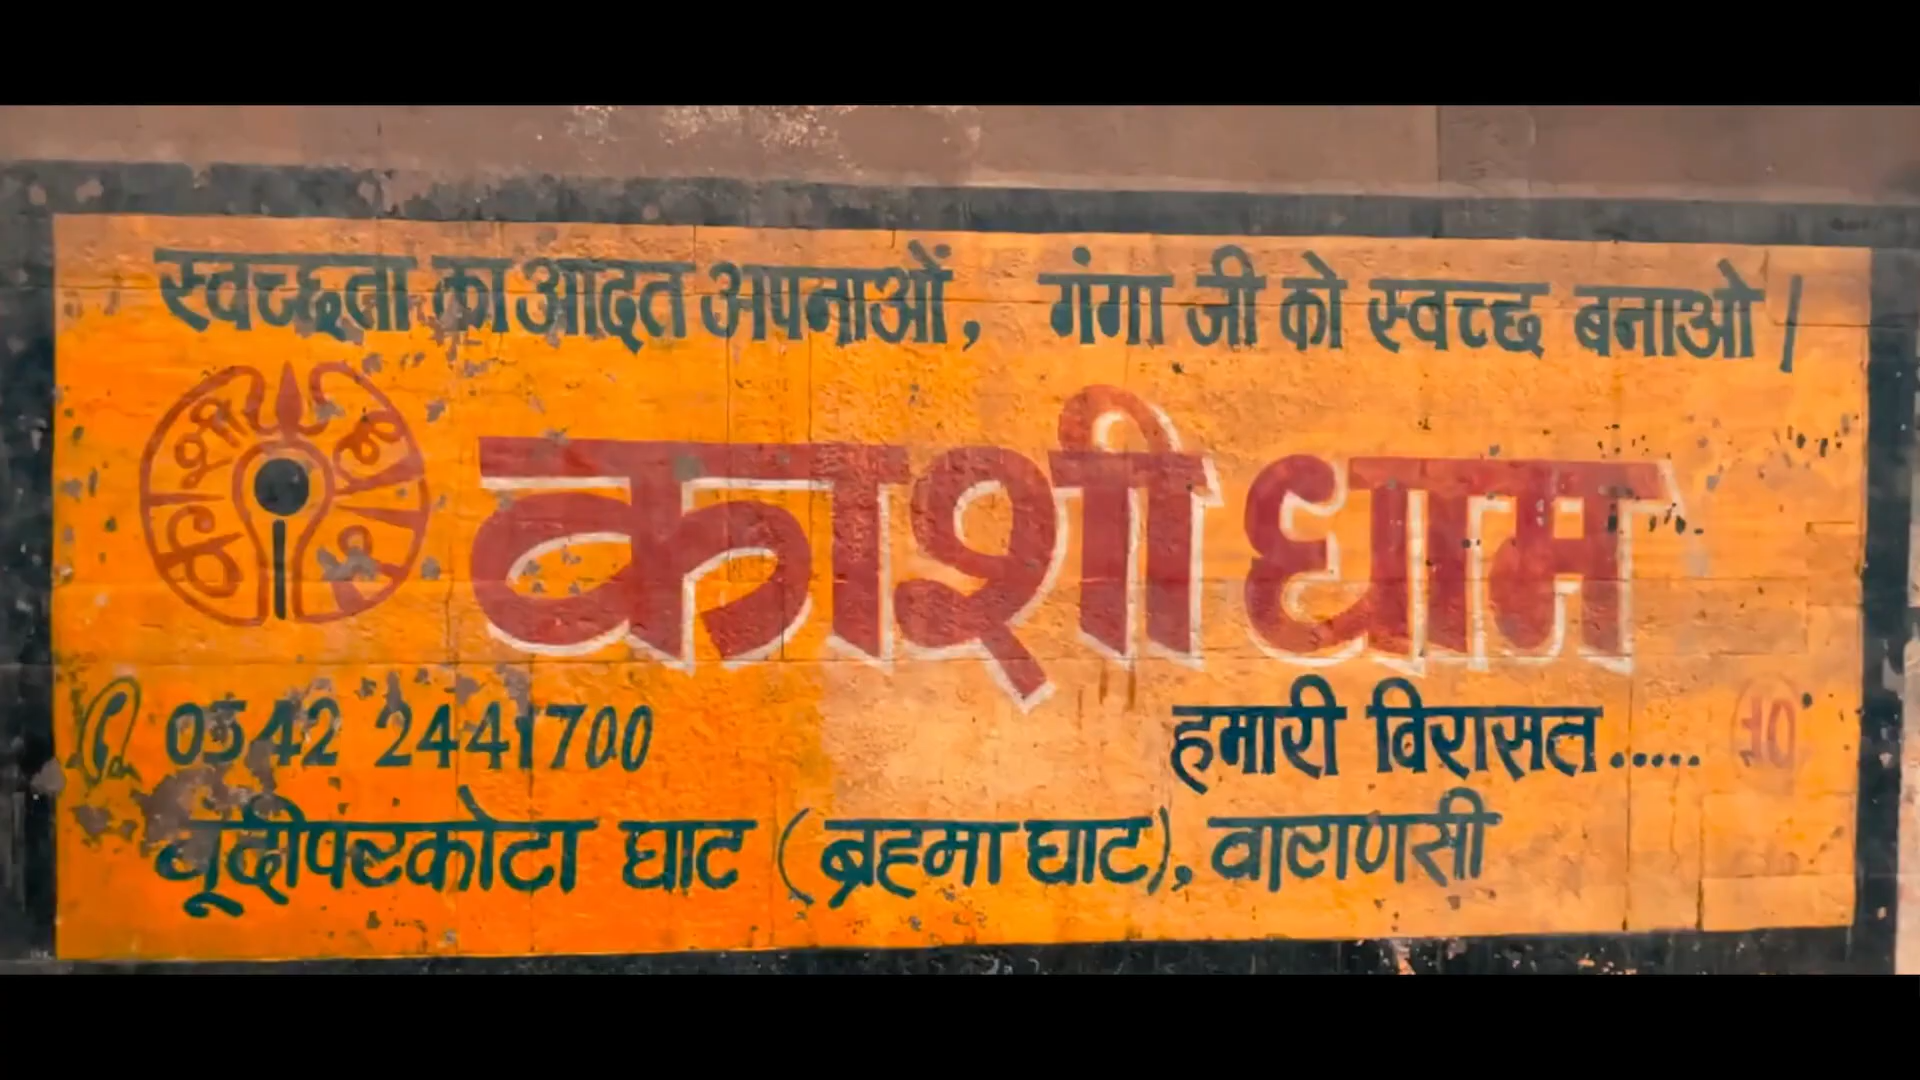 स्वच्छता का आदत अपनाओं, गंगा जी को स्वच्छ बनाओ |
काशी धाम
0542 2441700
हमारी विरासत.....
बूंदीपरकोटा घाट (ब्रह्मा घाट), वाराणसी